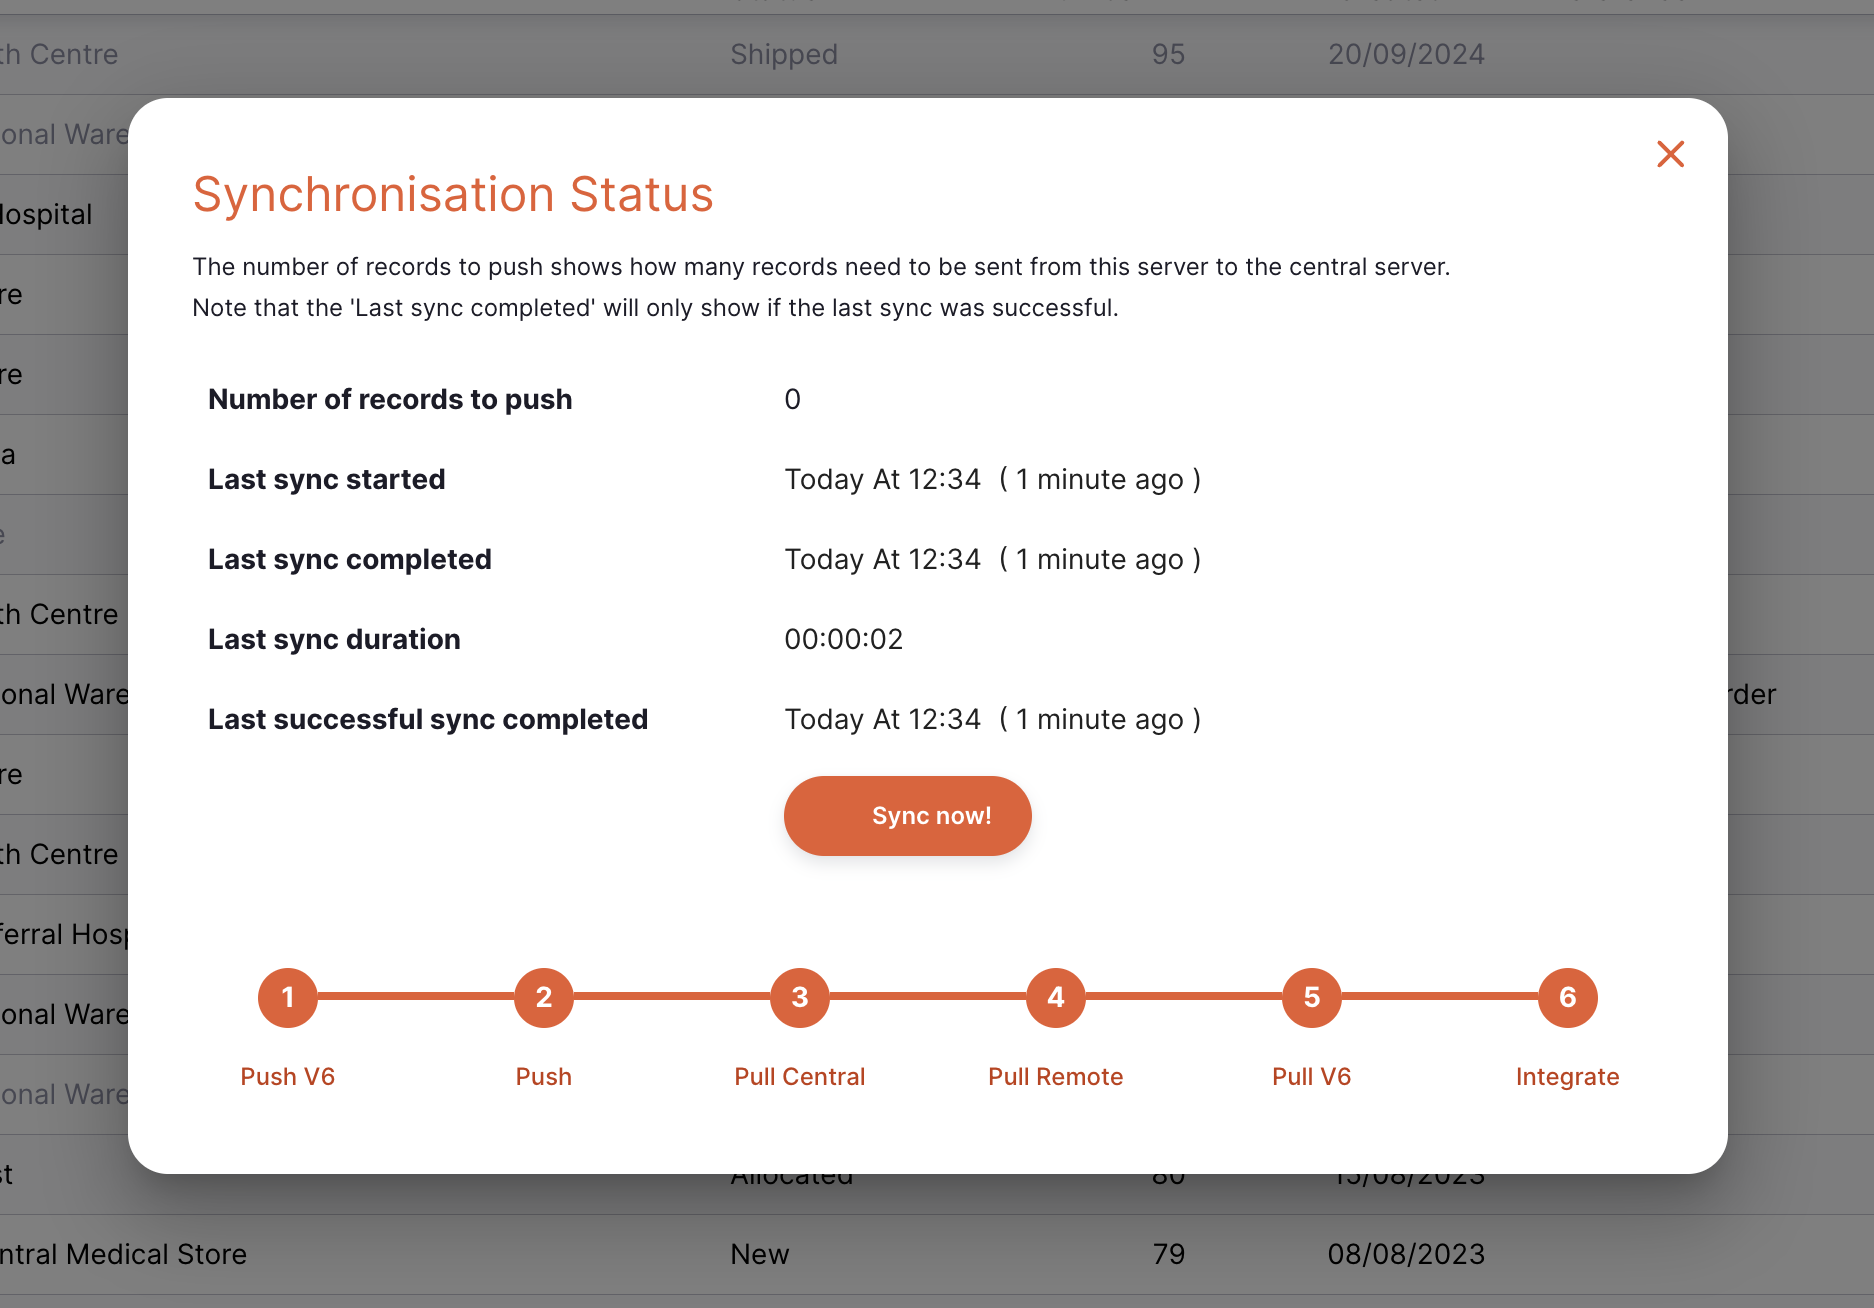 th Centre Shipped 95 20/09/2024
onal Ware
Hospital
re
re
a
e
th Centre
onal Ware rder
re
th Centre
ferral Hosp
onal Ware
onal Ware
st Allocated 80 15/08/2023
ntral Medical Store New 79 08/08/2023
Synchronisation Status
The number of records to push shows how many records need to be sent from this server to the central server.
Note that the 'Last sync completed' will only show if the last sync was successful.
Number of records to push 0
Last sync started Today At 12:34 ( 1 minute ago )
Last sync completed Today At 12:34 ( 1 minute ago )
Last sync duration 00:00:02
Last successful sync completed Today At 12:34 ( 1 minute ago )
Sync now!
1 2 3 4 5 6
Push V6 Push Pull Central Pull Remote Pull V6 Integrate